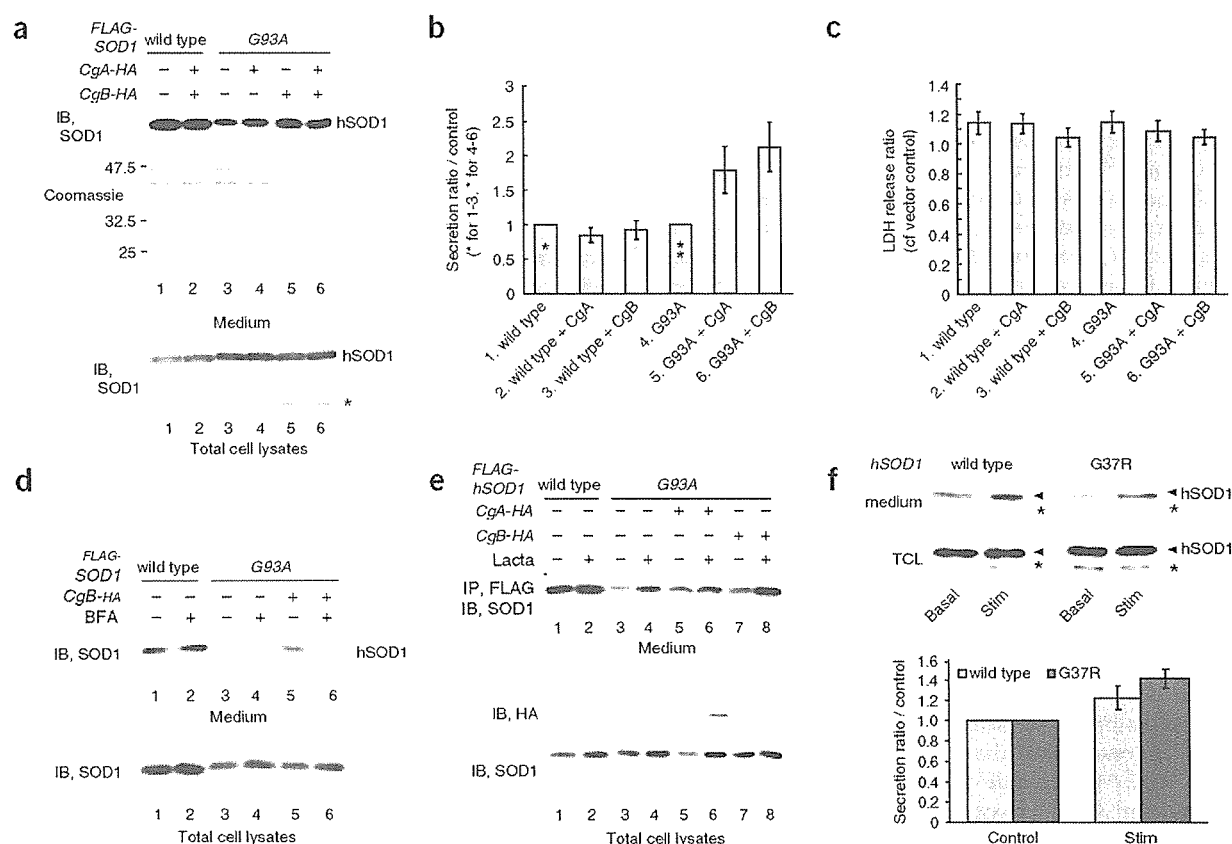 a
FLAG-SOD1 wild type G93A
CgA-HA – + – + – +
CgB-HA – + – – + +
IB, SOD1 hSOD1
47.5
Coomassie
32.5
25
1 2 3 4 5 6
Medium
IB, SOD1 hSOD1
*
1 2 3 4 5 6
Total cell lysates
b
Secretion ratio / control
(* for 1-3, * for 4-6)
3
2.5
2
1.5
1
0.5
0
*
**
1. wild type
2. wild type + CgA
3. wild type + CgB
4. G93A
5. G93A + CgA
6. G93A + CgB
c
LDH release ratio
(cf vector control)
1.4
1.2
1.0
0.8
0.6
0.4
0.2
0
1. wild type
2. wild type + CgA
3. wild type + CgB
4. G93A
5. G93A + CgA
6. G93A + CgB
d
FLAG-SOD1 wild type G93A
CgB-HA – – – – + +
BFA – + – + – +
IB, SOD1 hSOD1
1 2 3 4 5 6
Medium
IB, SOD1
1 2 3 4 5 6
Total cell lysates
e
FLAG-hSOD1 wild type G93A
CgA-HA – – – – + + – –
CgB-HA – – – – – – + +
Lacta – + – + – + – +
IP, FLAG
IB, SOD1
1 2 3 4 5 6 7 8
Medium
IB, HA
IB, SOD1
1 2 3 4 5 6 7 8
Total cell lysates
f
hSOD1 wild type G37R
medium hSOD1
* *
TCL hSOD1
* *
Basal Stim Basal Stim
Secretion ratio / control
1.6
1.4
1.2
1.0
0.8
0.6
0.4
0.2
0
wild type G37R
Control Stim